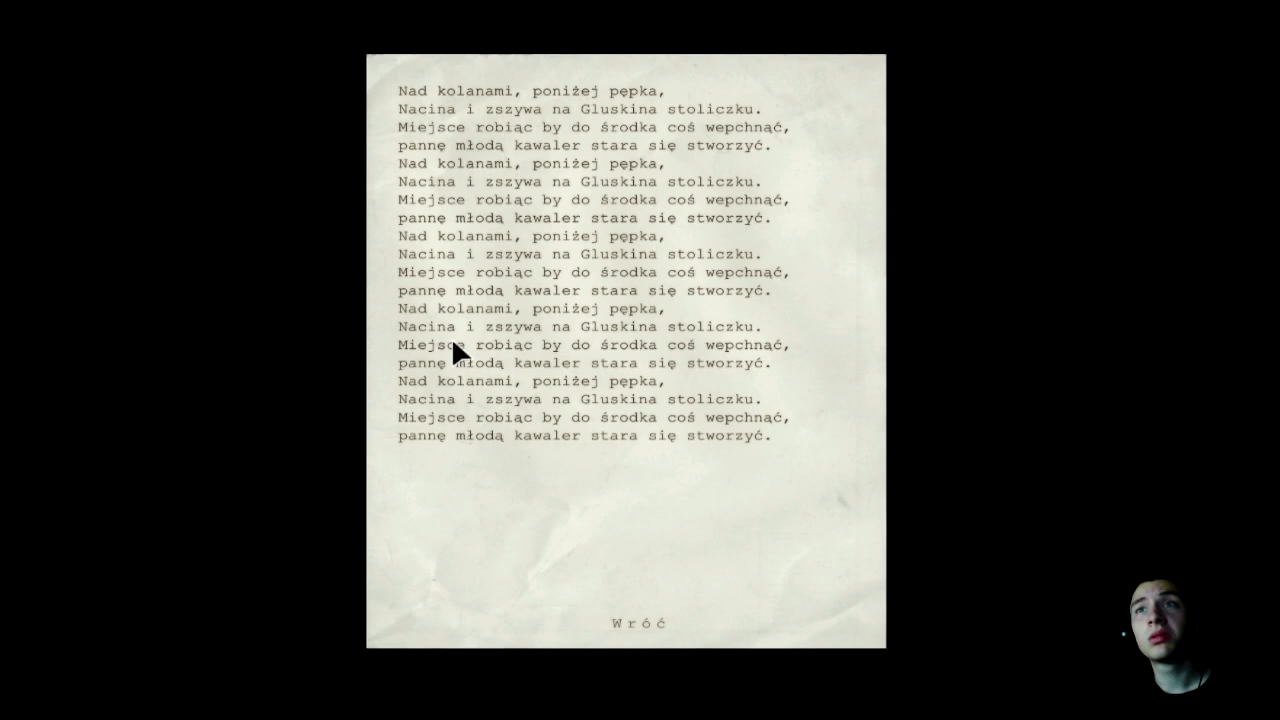 Nad kolanami, poniżej pępka,
Nacina i zszywa na Gluskina stoliczku.
Miejsce robiąc by do środka coś wepchnąć,
pannę młodą kawaler stara się stworzyć.
Nad kolanami, poniżej pępka,
Nacina i zszywa na Gluskina stoliczku.
Miejsce robiąc by do środka coś wepchnąć,
pannę młodą kawaler stara się stworzyć.
Nad kolanami, poniżej pępka,
Nacina i zszywa na Gluskina stoliczku.
Miejsce robiąc by do środka coś wepchnąć,
pannę młodą kawaler stara się stworzyć.
Nad kolanami, poniżej pępka,
Nacina i zszywa na Gluskina stoliczku.
Miejsce robiąc by do środka coś wepchnąć,
pannę młodą kawaler stara się stworzyć.
Nad kolanami, poniżej pępka,
Nacina i zszywa na Gluskina stoliczku.
Miejsce robiąc by do środka coś wepchnąć,
pannę młodą kawaler stara się stworzyć.
Wróć